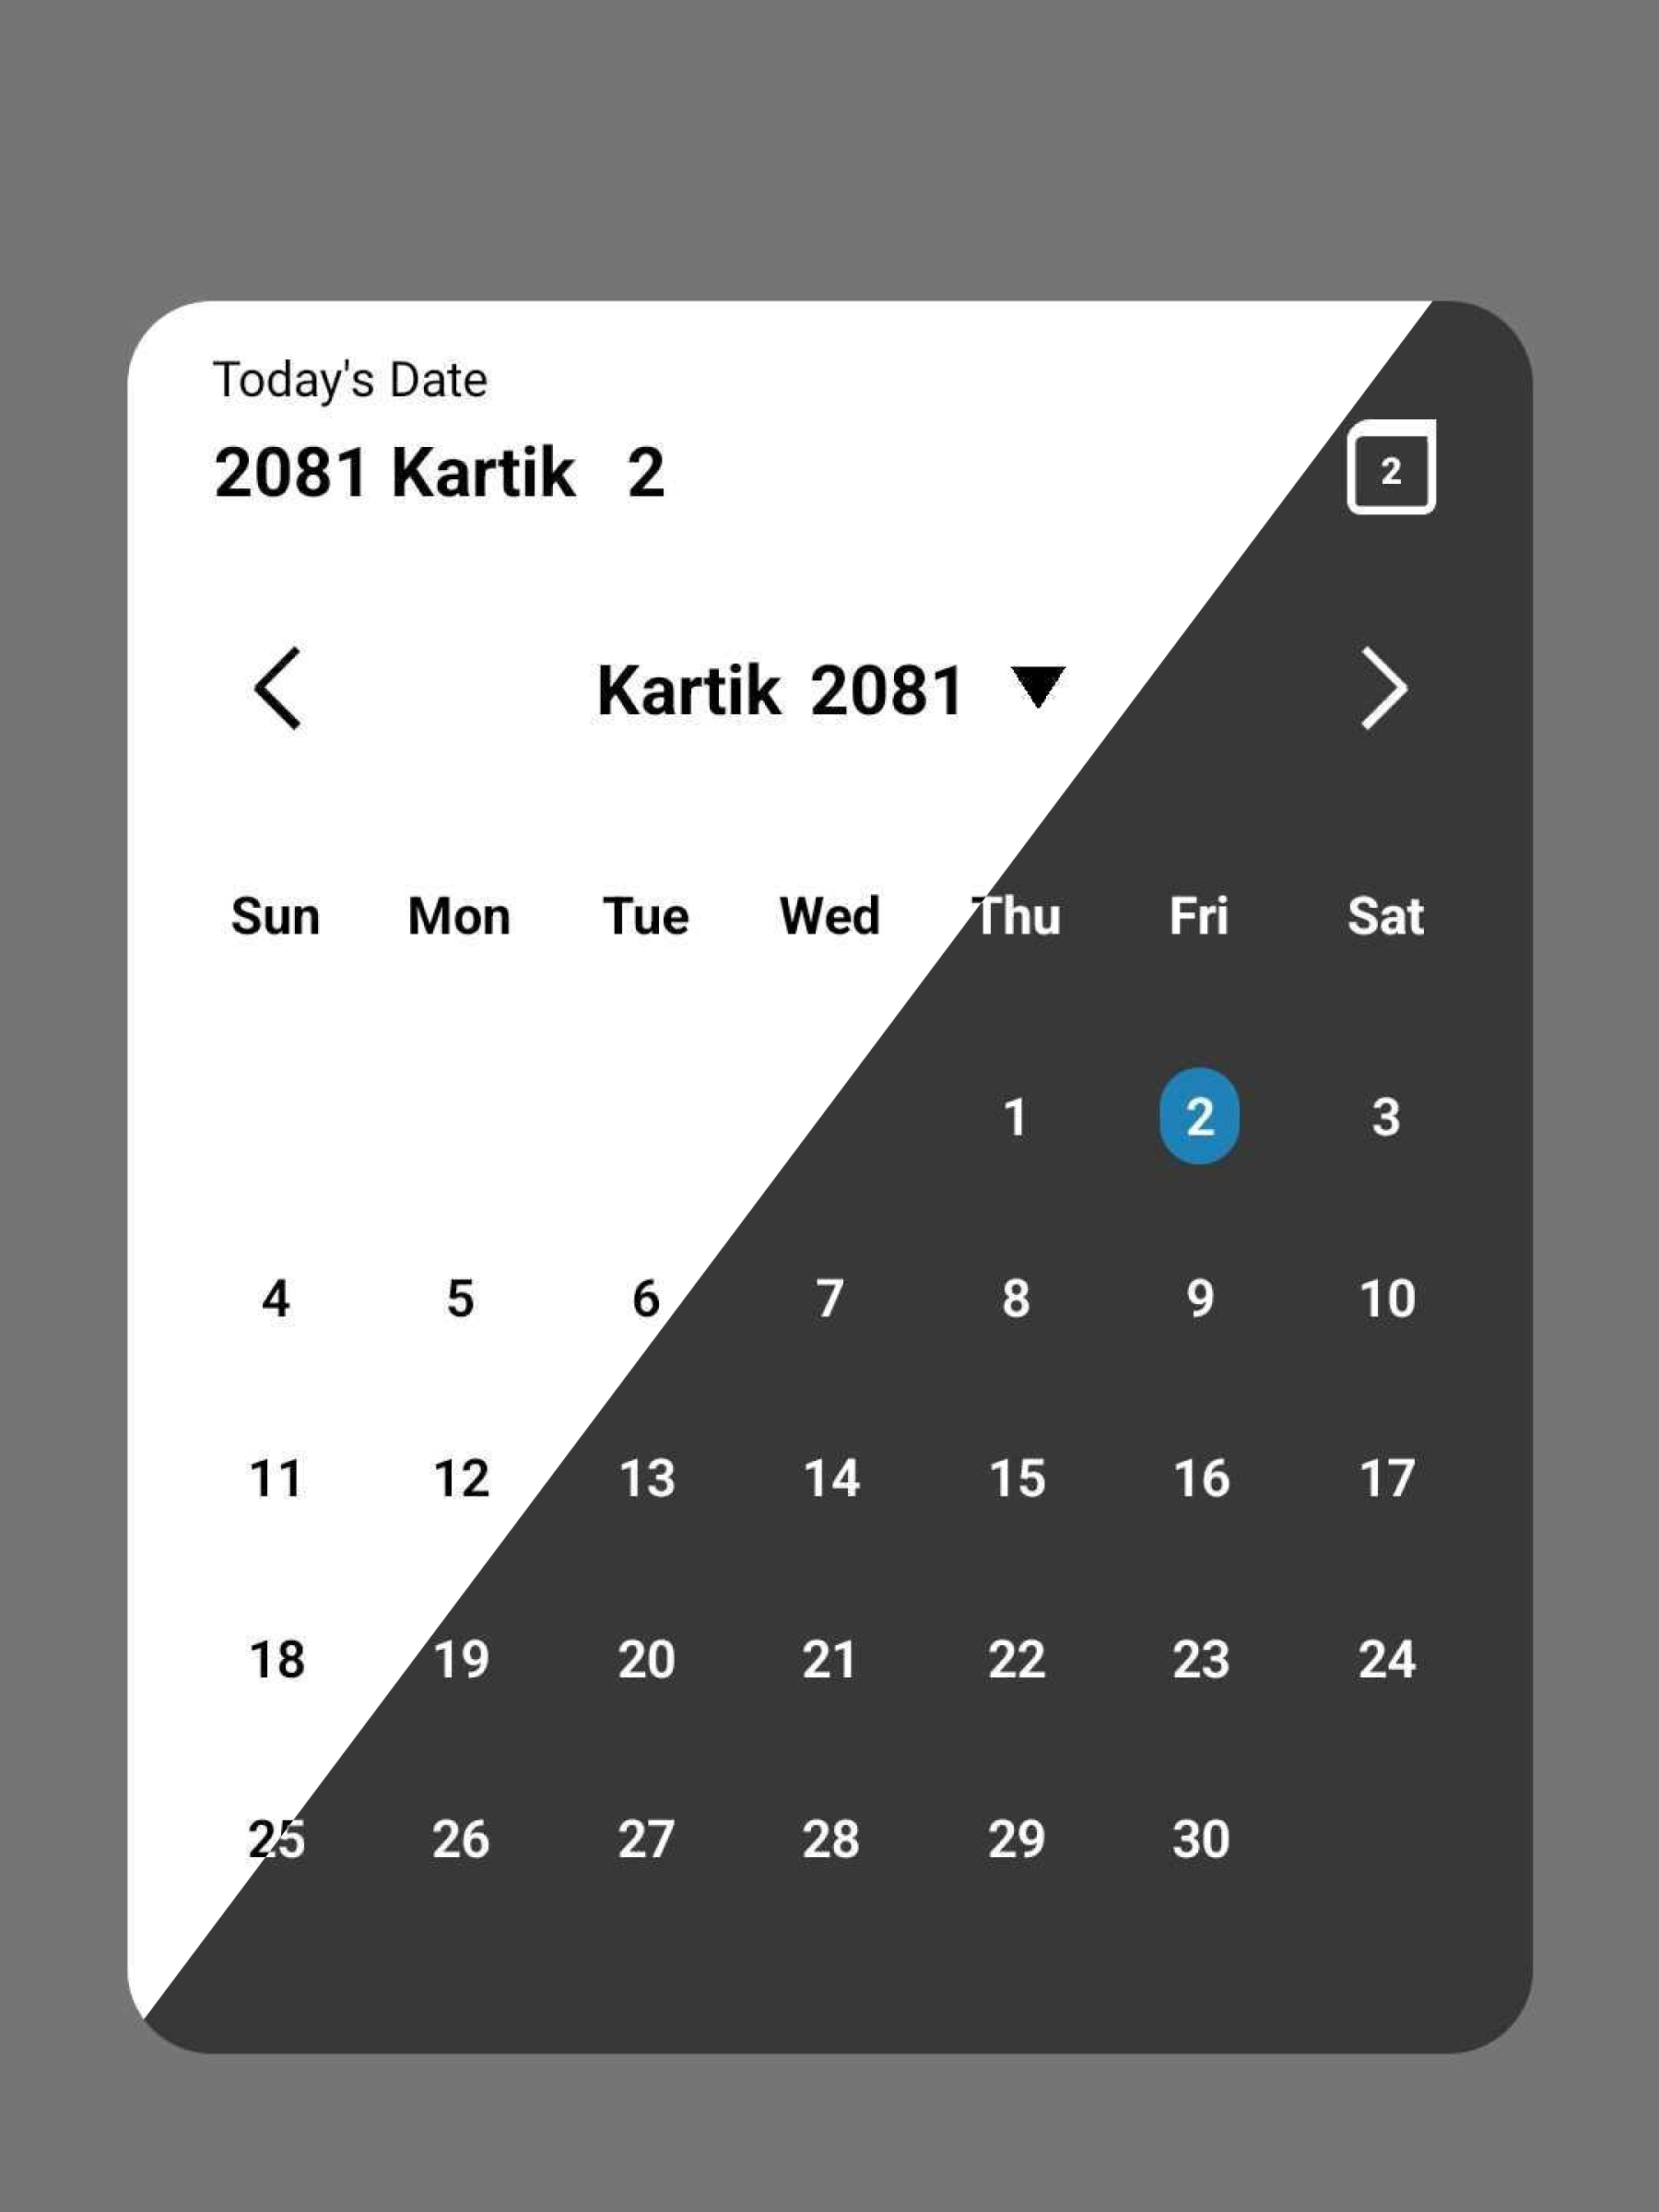 Today's Date
2081 Kartik 2
2
Kartik 2081
Sun Mon Tue Wed Thu Fri Sat
1 2 3
4 5 6 7 8 9 10
11 12 13 14 15 16 17
18 19 20 21 22 23 24
25 26 27 28 29 30